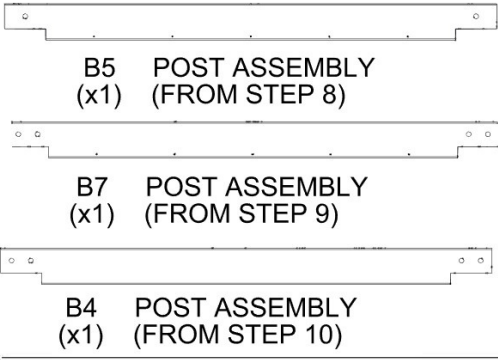 B5 POST ASSEMBLY
(x1) (FROM STEP 8)
B7 POST ASSEMBLY
(x1) (FROM STEP 9)
B4 POST ASSEMBLY
(x1) (FROM STEP 10)